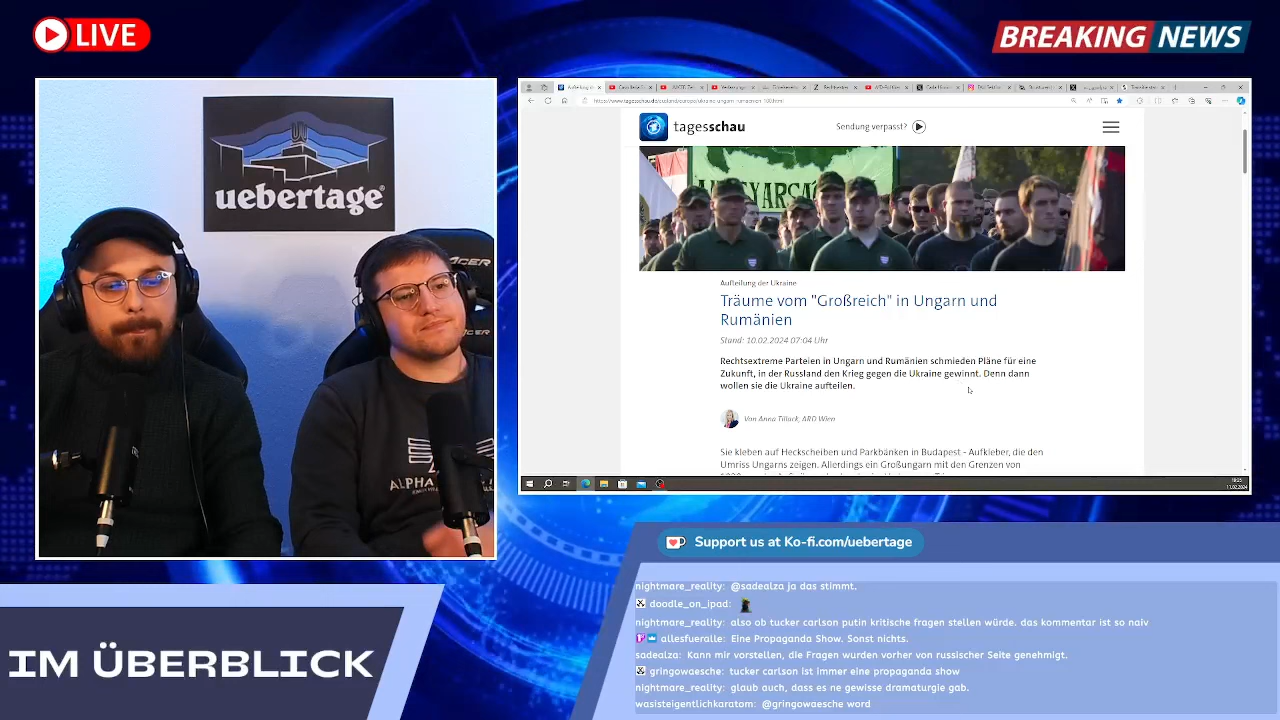 LIVE
BREAKING NEWS
uebertage
ACER
ACER
ALPHA
tagesschau
Sendung verpasst?
Aufteilung der Ukraine
Träume vom "Großreich" in Ungarn und
Rumänien
Stand: 10.02.2024 07:04 Uhr
Rechtsextreme Parteien in Ungarn und Rumänien schmieden Pläne für eine
Zukunft, in der Russland den Krieg gegen die Ukraine gewinnt. Denn dann
wollen sie die Ukraine aufteilen.
Von Anna Tillack, ARD Wien
Sie kleben auf Heckscheiben und Parkbänken in Budapest - Aufkleber, die den
Umriss Ungarns zeigen. Allerdings ein Großungarn mit den Grenzen von
11.02.2024
Support us at Ko-fi.com/uebertage
nightmare_reality: @sadealza ja das stimmt.
doodle_on_ipad:
nightmare_reality: also ob tucker carlson putin kritische fragen stellen würde. das kommentar ist so naiv
allesfueralle: Eine Propaganda Show. Sonst nichts.
sadealza: Kann mir vorstellen, die Fragen wurden vorher von russischer Seite genehmigt.
gringowaesche: tucker carlson ist immer eine propaganda show
nightmare_reality: glaub auch, dass es ne gewisse dramaturgie gab.
wasisteigentlichkaratom: @gringowaesche word
IM ÜBERBLICK